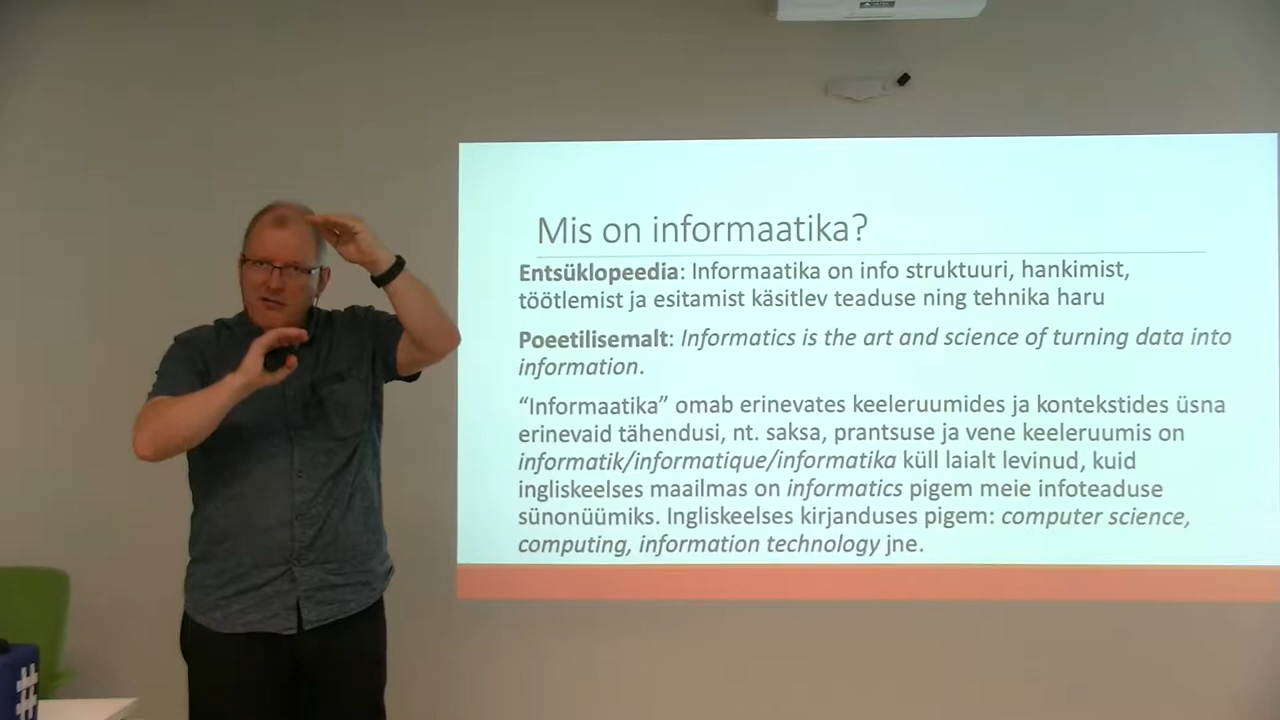 Mis on informaatika?
Entsüklopeedia: Informaatika on info struktuuri, hankimist,
töötlemist ja esitamist käsitlev teaduse ning tehnika haru
Poeetilisemalt: Informatics is the art and science of turning data into
information.
“Informaatika” omab erinevates keeleruumides ja kontekstides üsna
erinevaid tähendusi, nt. saksa, prantsuse ja vene keeleruumis on
informatik/informatique/informatika küll laialt levinud, kuid
ingliskeelses maailmas on informatics pigem meie infoteaduse
sünonüümiks. Ingliskeelses kirjanduses pigem: computer science,
computing, information technology jne.
#